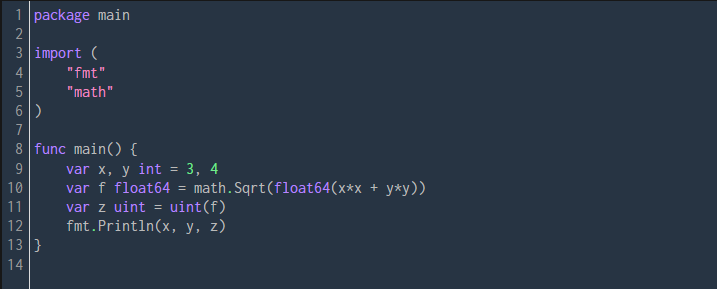 1 package main
2
3 import (
4     "fmt"
5     "math"
6 )
7
8 func main() {
9     var x, y int = 3, 4
10     var f float64 = math.Sqrt(float64(x*x + y*y))
11     var z uint = uint(f)
12     fmt.Println(x, y, z)
13 }
14